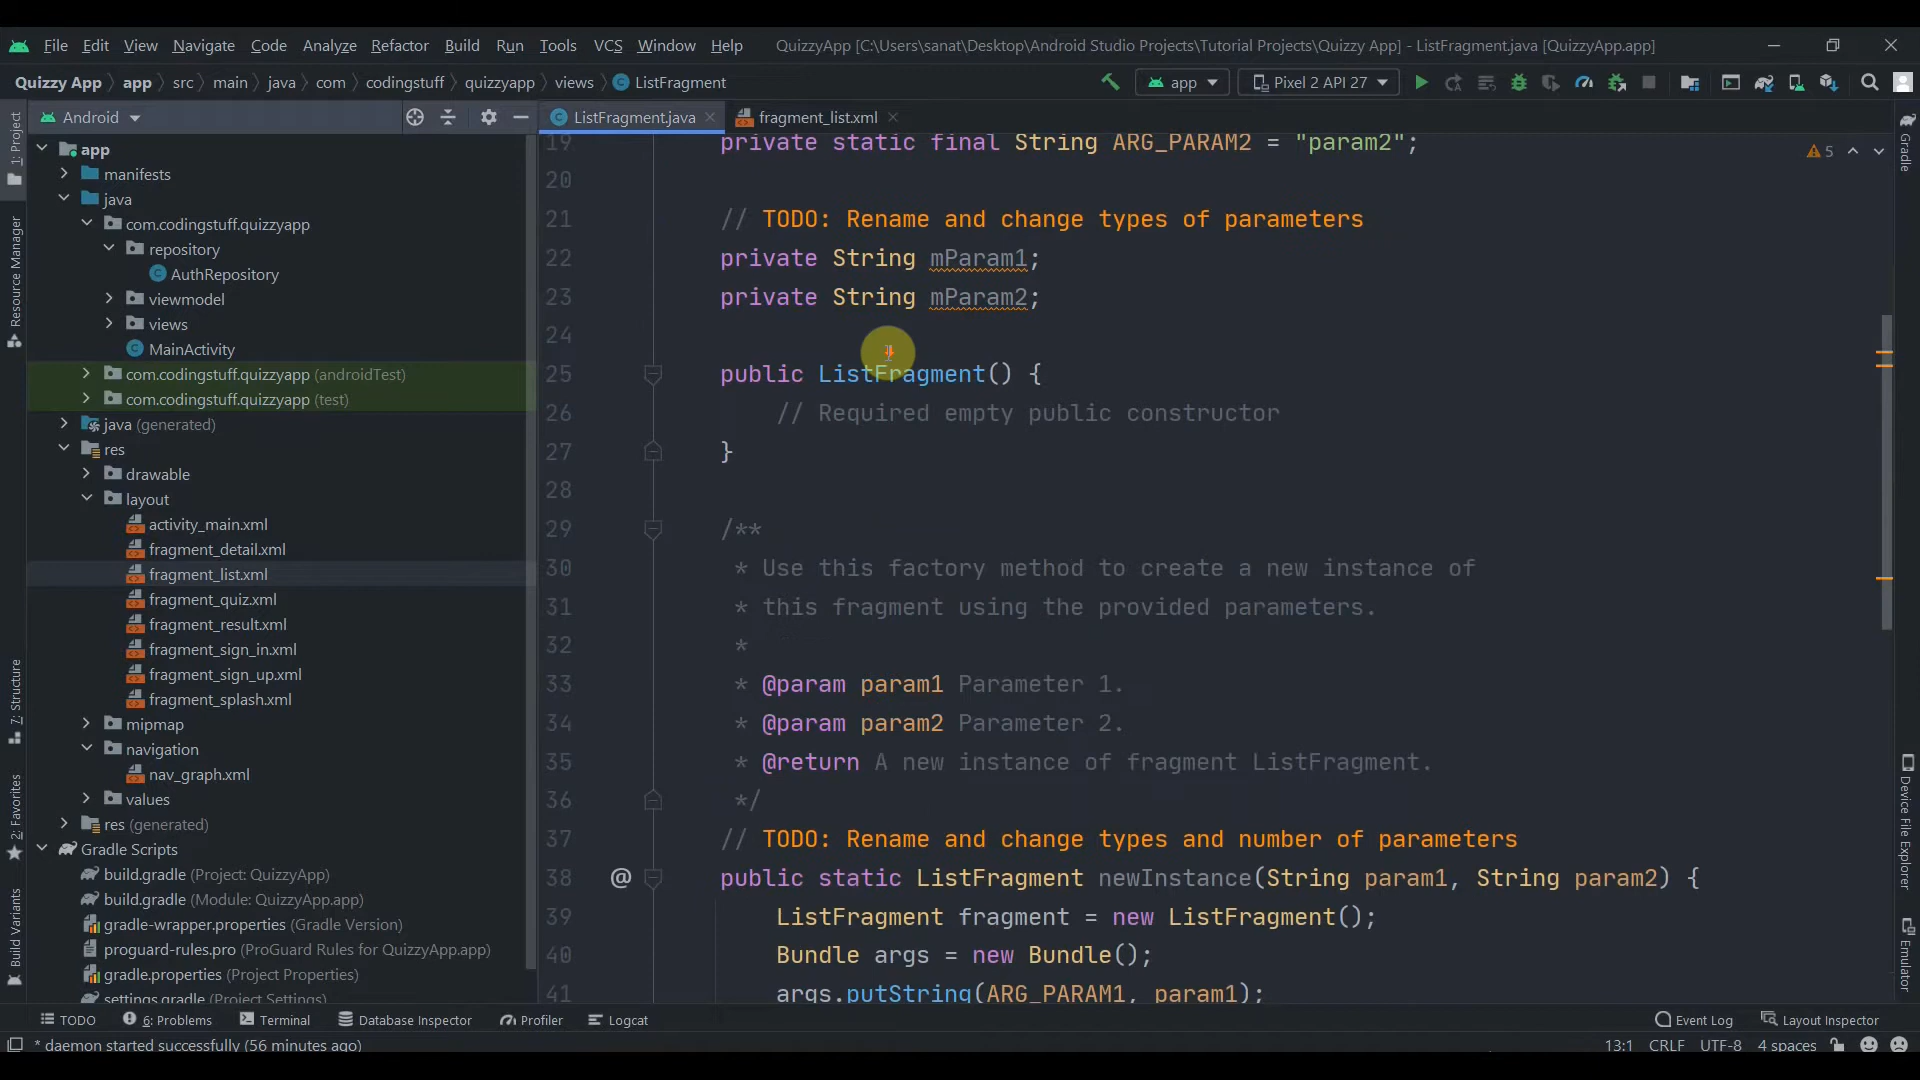 File Edit View Navigate Code Analyze Refactor Build Run Tools VCS Window Help QuizzyApp [C:\Users\sanat\Desktop\Android Studio Projects\Tutorial Projects\Quizzy App] - ListFragment.java [QuizzyApp.app]
Quizzy App app src main java com codingstuff quizzyapp views ListFragment app Pixel 2 API 27
Android
ListFragment.java fragment_list.xml
1: Project
Resource Manager
7: Structure
2: Favorites
Build Variants
app
manifests
java
com.codingstuff.quizzyapp
repository
AuthRepository
viewmodel
views
MainActivity
com.codingstuff.quizzyapp (androidTest)
com.codingstuff.quizzyapp (test)
java (generated)
res
drawable
layout
activity_main.xml
fragment_detail.xml
fragment_list.xml
fragment_quiz.xml
fragment_result.xml
fragment_sign_in.xml
fragment_sign_up.xml
fragment_splash.xml
mipmap
navigation
nav_graph.xml
values
res (generated)
Gradle Scripts
build.gradle (Project: QuizzyApp)
build.gradle (Module: QuizzyApp.app)
gradle-wrapper.properties (Gradle Version)
proguard-rules.pro (ProGuard Rules for QuizzyApp.app)
gradle.properties (Project Properties)
settings.gradle (Project Settings)
19 private static final String ARG_PARAM2 = "param2";
5
20
21 // TODO: Rename and change types of parameters
22 private String mParam1;
23 private String mParam2;
24
25 public ListFragment() {
26 // Required empty public constructor
27 }
28
29 /**
30 * Use this factory method to create a new instance of
31 * this fragment using the provided parameters.
32 *
33 * @param param1 Parameter 1.
34 * @param param2 Parameter 2.
35 * @return A new instance of fragment ListFragment.
36 */
37 // TODO: Rename and change types and number of parameters
38 @ public static ListFragment newInstance(String param1, String param2) {
39 ListFragment fragment = new ListFragment();
40 Bundle args = new Bundle();
41 args.putString(ARG_PARAM1, param1);
Gradle
Device File Explorer
Emulator
TODO 6: Problems Terminal Database Inspector Profiler Logcat Event Log Layout Inspector
* daemon started successfully (56 minutes ago) 13:1 CRLF UTF-8 4 spaces